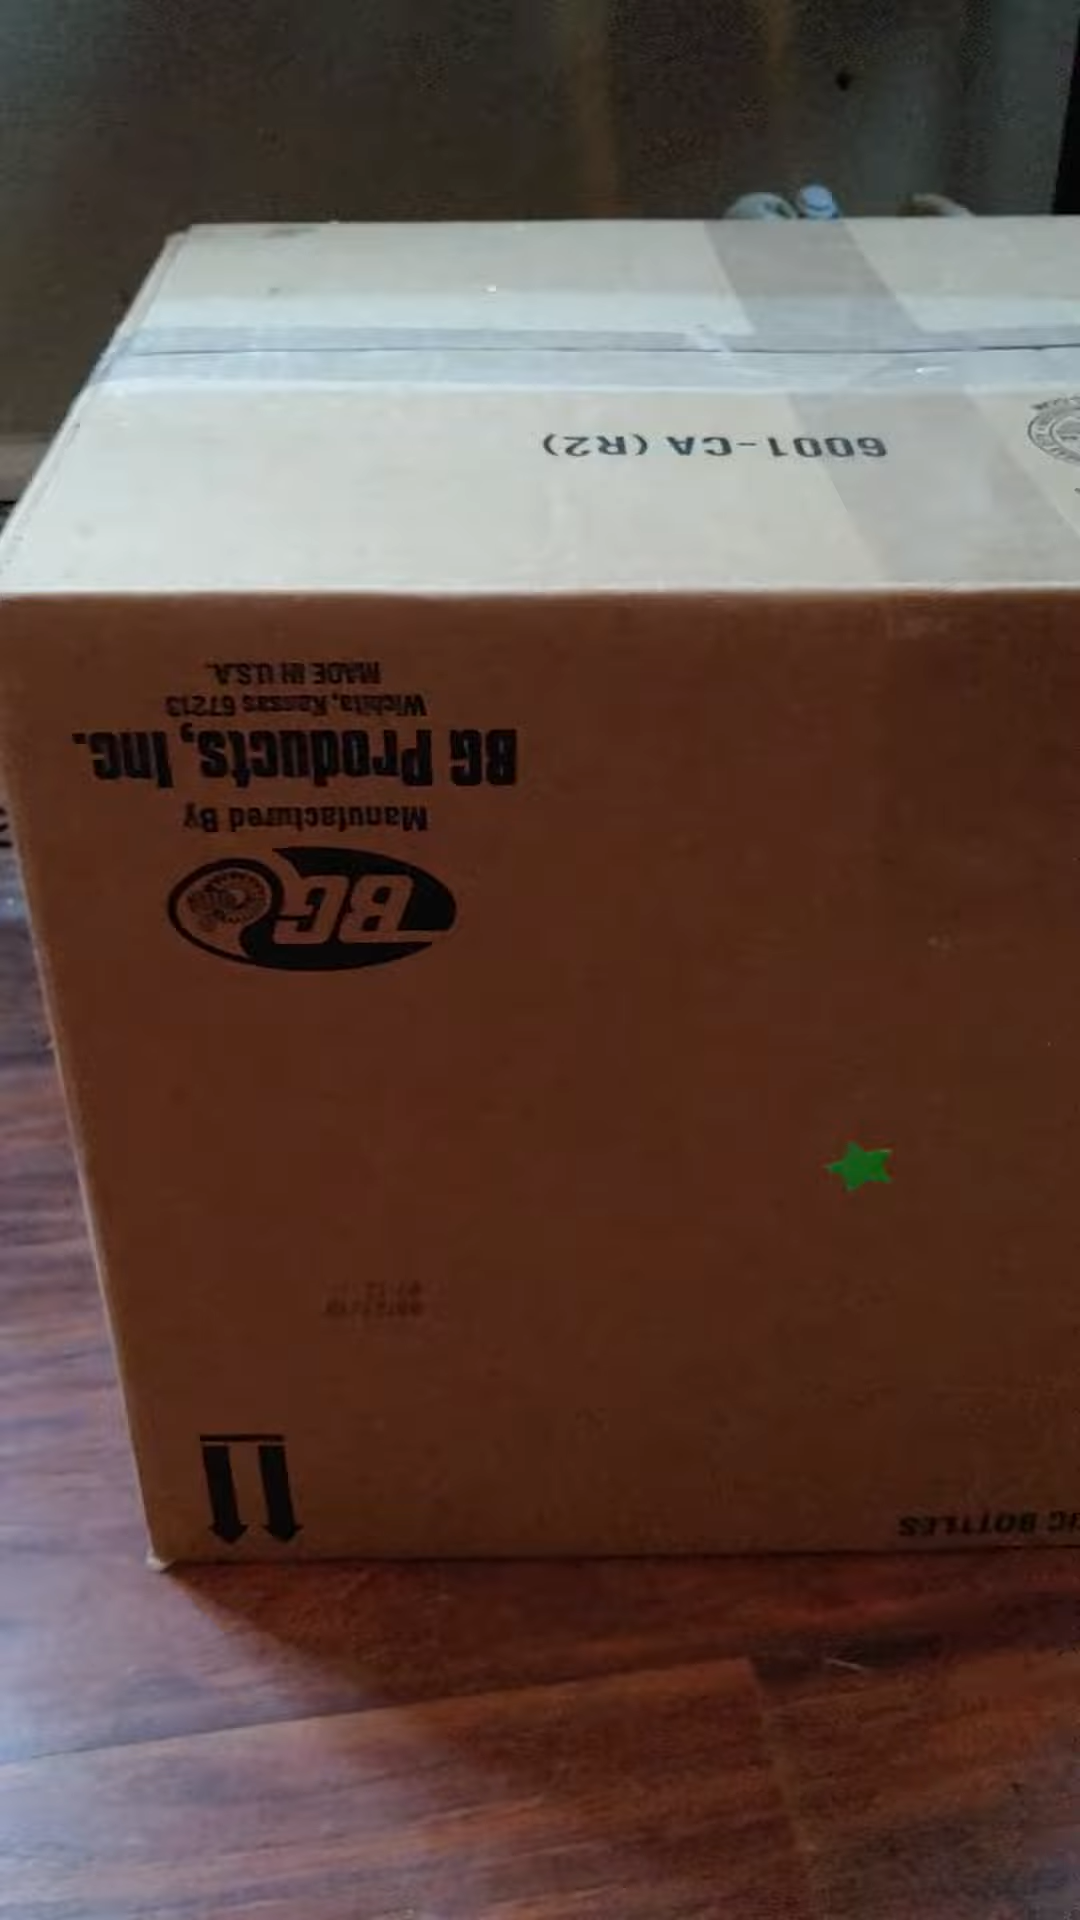 6001-CA (R2)
BG
Manufactured By
BG Products, Inc.
Wichita, Kansas 67213
MADE IN U.S.A.
BOTTLES